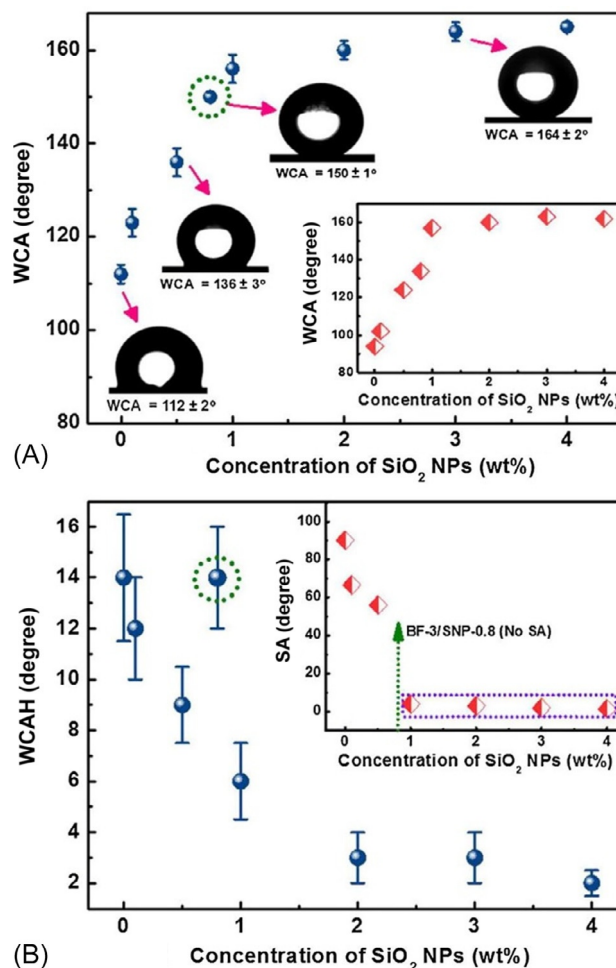 160
140
120
100
80
WCA (degree)
WCA = 150 ± 1°
WCA = 164 ± 2°
WCA = 136 ± 3°
WCA = 112 ± 2°
160
140
120
100
80
WCA (degree)
0 1 2 3 4
Concentration of SiO₂ NPs (wt%)
0 1 2 3 4
(A)
Concentration of SiO₂ NPs (wt%)
16
14
12
10
8
6
4
2
WCAH (degree)
100
80
60
40
20
0
SA (degree)
BF-3/SNP-0.8 (No SA)
0 1 2 3 4
Concentration of SiO₂ NPs (wt%)
0 1 2 3 4
(B)
Concentration of SiO₂ NPs (wt%)